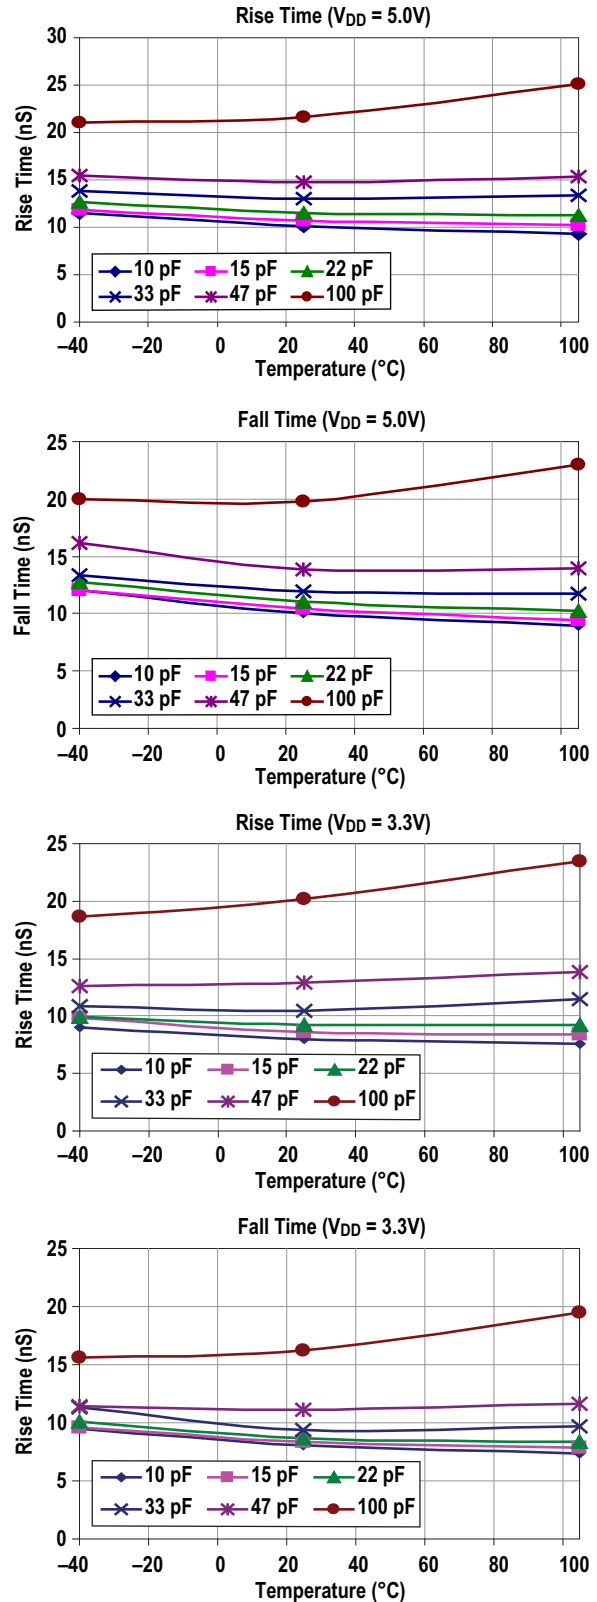 Rise Time (VDD = 5.0V)
30
25
20
15
10
5
0
Rise Time (nS)
10 pF 15 pF 22 pF
33 pF 47 pF 100 pF
–40 –20 0 20 40 60 80 100
Temperature (°C)
Fall Time (VDD = 5.0V)
25
20
15
10
5
0
Fall Time (nS)
10 pF 15 pF 22 pF
33 pF 47 pF 100 pF
–40 –20 0 20 40 60 80 100
Temperature (°C)
Rise Time (VDD = 3.3V)
25
20
15
10
5
0
Rise Time (nS)
10 pF 15 pF 22 pF
33 pF 47 pF 100 pF
–40 –20 0 20 40 60 80 100
Temperature (°C)
Fall Time (VDD = 3.3V)
25
20
15
10
5
0
Rise Time (nS)
10 pF 15 pF 22 pF
33 pF 47 pF 100 pF
–40 –20 0 20 40 60 80 100
Temperature (°C)